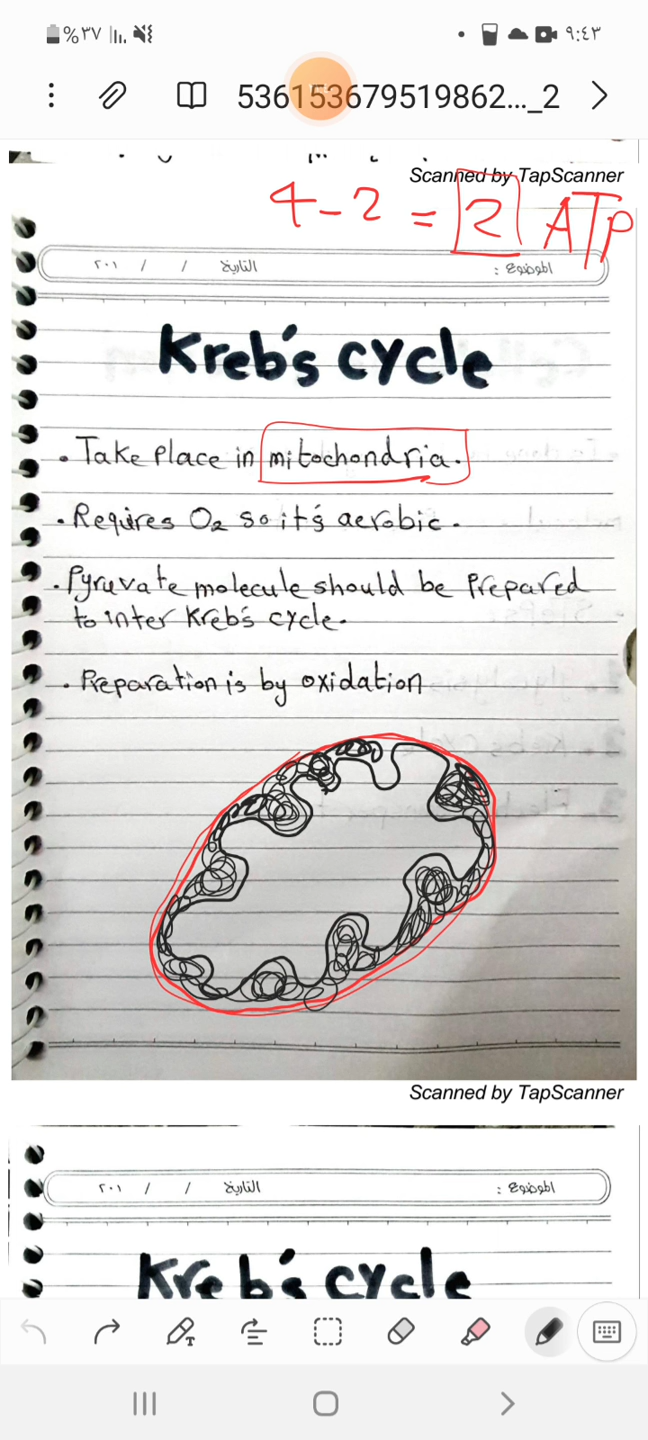 %٣٧
٩:٤٣
536153679519862..._2
Scanned by TapScanner
4-2 = 2 ATP
٢٠١ / / التاريخ الموضوع :
Kreb's cycle
. Take Place in mitochondria.
. Requires O2 so it's aerobic.
. Pyruvate molecule should be Prepared
to inter Kreb's cycle.
. Preparation is by oxidation
Scanned by TapScanner
٢٠١ / / التاريخ الموضوع :
Kreb's cycle